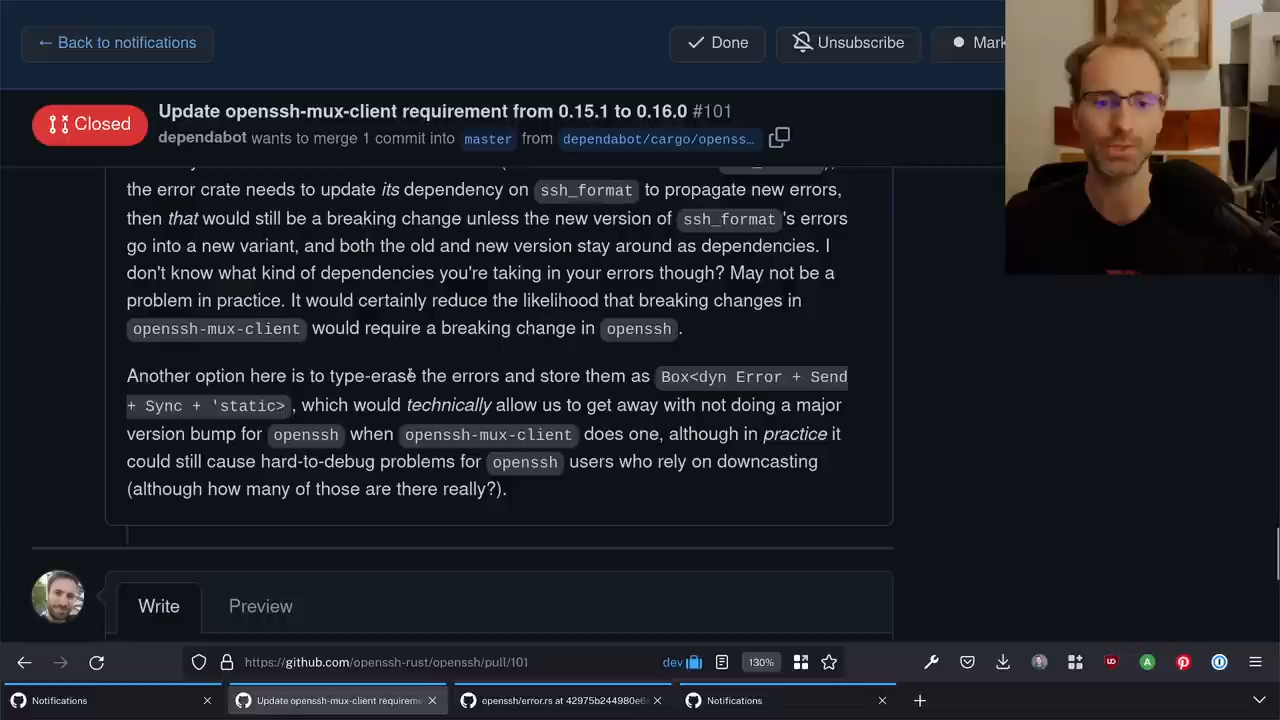 ← Back to notifications
Done
Unsubscribe
Mark
Closed
Update openssh-mux-client requirement from 0.15.1 to 0.16.0 #101
dependabot wants to merge 1 commit into master from dependabot/cargo/openss...
the error crate needs to update its dependency on ssh_format to propagate new errors,
then that would still be a breaking change unless the new version of ssh_format's errors
go into a new variant, and both the old and new version stay around as dependencies. I
don't know what kind of dependencies you're taking in your errors though? May not be a
problem in practice. It would certainly reduce the likelihood that breaking changes in
openssh-mux-client would require a breaking change in openssh.
Another option here is to type-erase the errors and store them as Box<dyn Error + Send
+ Sync + 'static>, which would technically allow us to get away with not doing a major
version bump for openssh when openssh-mux-client does one, although in practice it
could still cause hard-to-debug problems for openssh users who rely on downcasting
(although how many of those are there really?).
Write
Preview
https://github.com/openssh-rust/openssh/pull/101
dev
130%
Notifications
Update openssh-mux-client requireme
openssh/error.rs at 42975b244980e6
Notifications